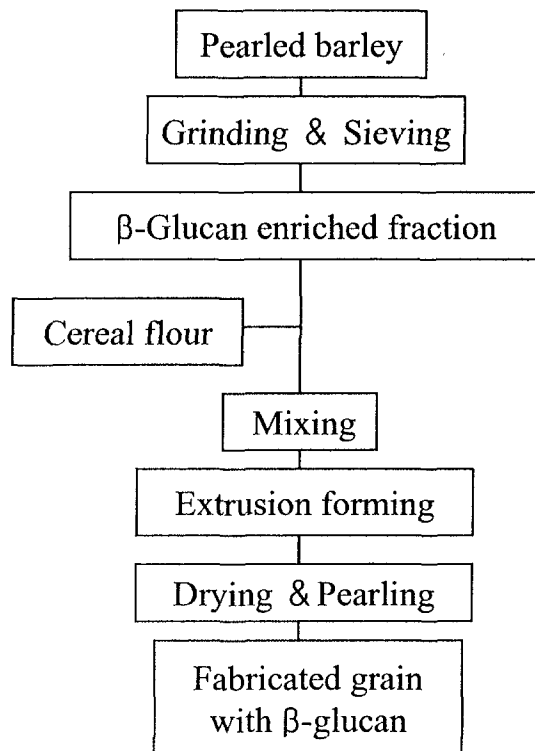 Pearled barley
Grinding & Sieving
β-Glucan enriched fraction
Cereal flour
Mixing
Extrusion forming
Drying & Pearling
Fabricated grain
with β-glucan